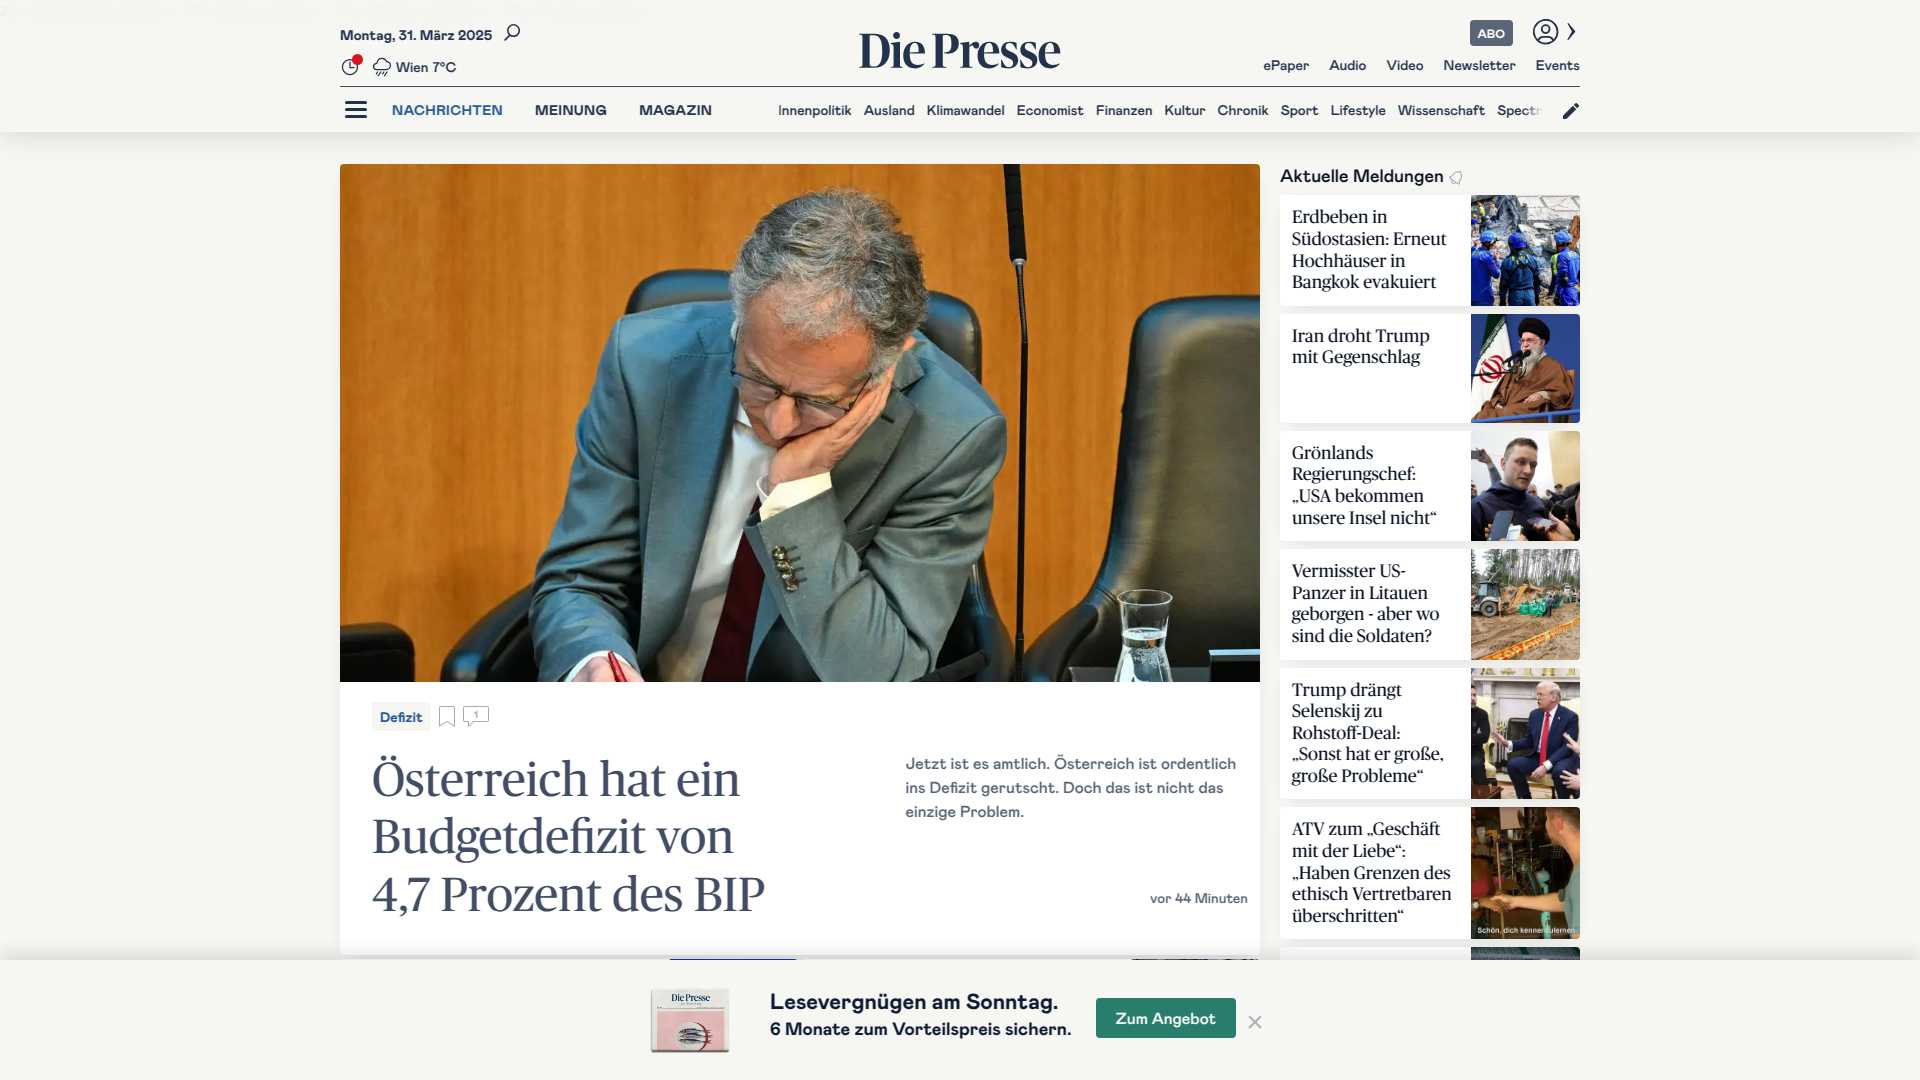 Montag, 31. März 2025
Wien 7°C
Die Presse
ABO
ePaper Audio Video Newsletter Events
NACHRICHTEN MEINUNG MAGAZIN
Innenpolitik Ausland Klimawandel Economist Finanzen Kultur Chronik Sport Lifestyle Wissenschaft
Defizit
1
Österreich hat ein
Budgetdefizit von
4,7 Prozent des BIP
Jetzt ist es amtlich. Österreich ist ordentlich
ins Defizit gerutscht. Doch das ist nicht das
einzige Problem.
vor 44 Minuten
Aktuelle Meldungen
Erdbeben in
Südostasien: Erneut
Hochhäuser in
Bangkok evakuiert
Iran droht Trump
mit Gegenschlag
Grönlands
Regierungschef:
„USA bekommen
unsere Insel nicht“
Vermisster US-
Panzer in Litauen
geborgen - aber wo
sind die Soldaten?
Trump drängt
Selenskij zu
Rohstoff-Deal:
„Sonst hat er große,
große Probleme“
ATV zum „Geschäft
mit der Liebe“:
„Haben Grenzen des
ethisch Vertretbaren
überschritten“
Schön, dich kennenzulernen
Die Presse
Lesevergnügen am Sonntag.
6 Monate zum Vorteilspreis sichern.
Zum Angebot